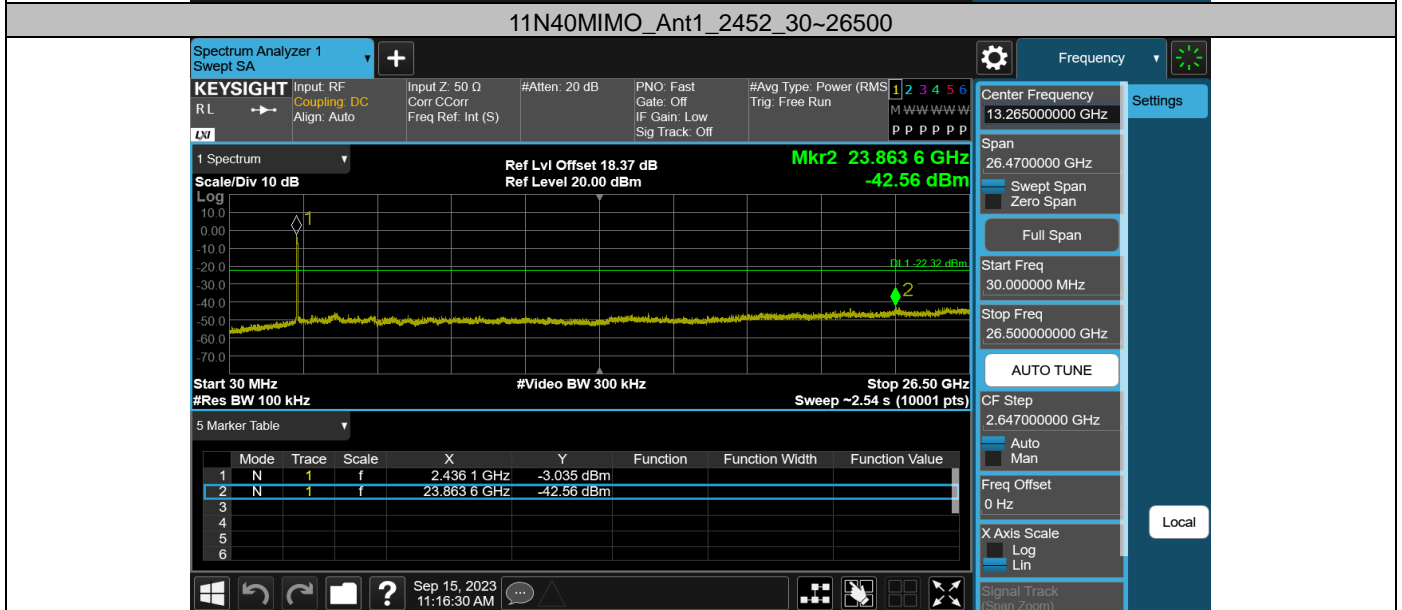 11N40MIMO_Ant1_2452_30~26500
Spectrum Analyzer 1
Swept SA
Frequency
KEYSIGHT
RL
LXI
Input: RF
Coupling: DC
Align: Auto
Input Z: 50 Ω
Corr CCorr
Freq Ref: Int (S)
#Atten: 20 dB
PNO: Fast
Gate: Off
IF Gain: Low
Sig Track: Off
#Avg Type: Power (RMS
Trig: Free Run
1 2 3 4 5 6
M W W W W W
P P P P P P
Center Frequency
13.265000000 GHz
Settings
Span
26.4700000 GHz
Swept Span
Zero Span
Full Span
Start Freq
30.000000 MHz
Stop Freq
26.500000000 GHz
AUTO TUNE
CF Step
2.647000000 GHz
Auto
Man
Freq Offset
0 Hz
X Axis Scale
Log
Lin
Signal Track
(Span Zoom)
Local
1 Spectrum
Scale/Div 10 dB
Ref Lvl Offset 18.37 dB
Ref Level 20.00 dBm
Mkr2 23.863 6 GHz
-42.56 dBm
Log
10.0
0.00
-10.0
-20.0
-30.0
-40.0
-50.0
-60.0
-70.0
1
DL1 -22.32 dBm
2
Start 30 MHz
#Video BW 300 kHz
Stop 26.50 GHz
#Res BW 100 kHz
Sweep ~2.54 s (10001 pts)
5 Marker Table
Mode Trace Scale X Y Function Function Width Function Value
1 N 1 f 2.436 1 GHz -3.035 dBm
2 N 1 f 23.863 6 GHz -42.56 dBm
3
4
5
6
Sep 15, 2023
11:16:30 AM